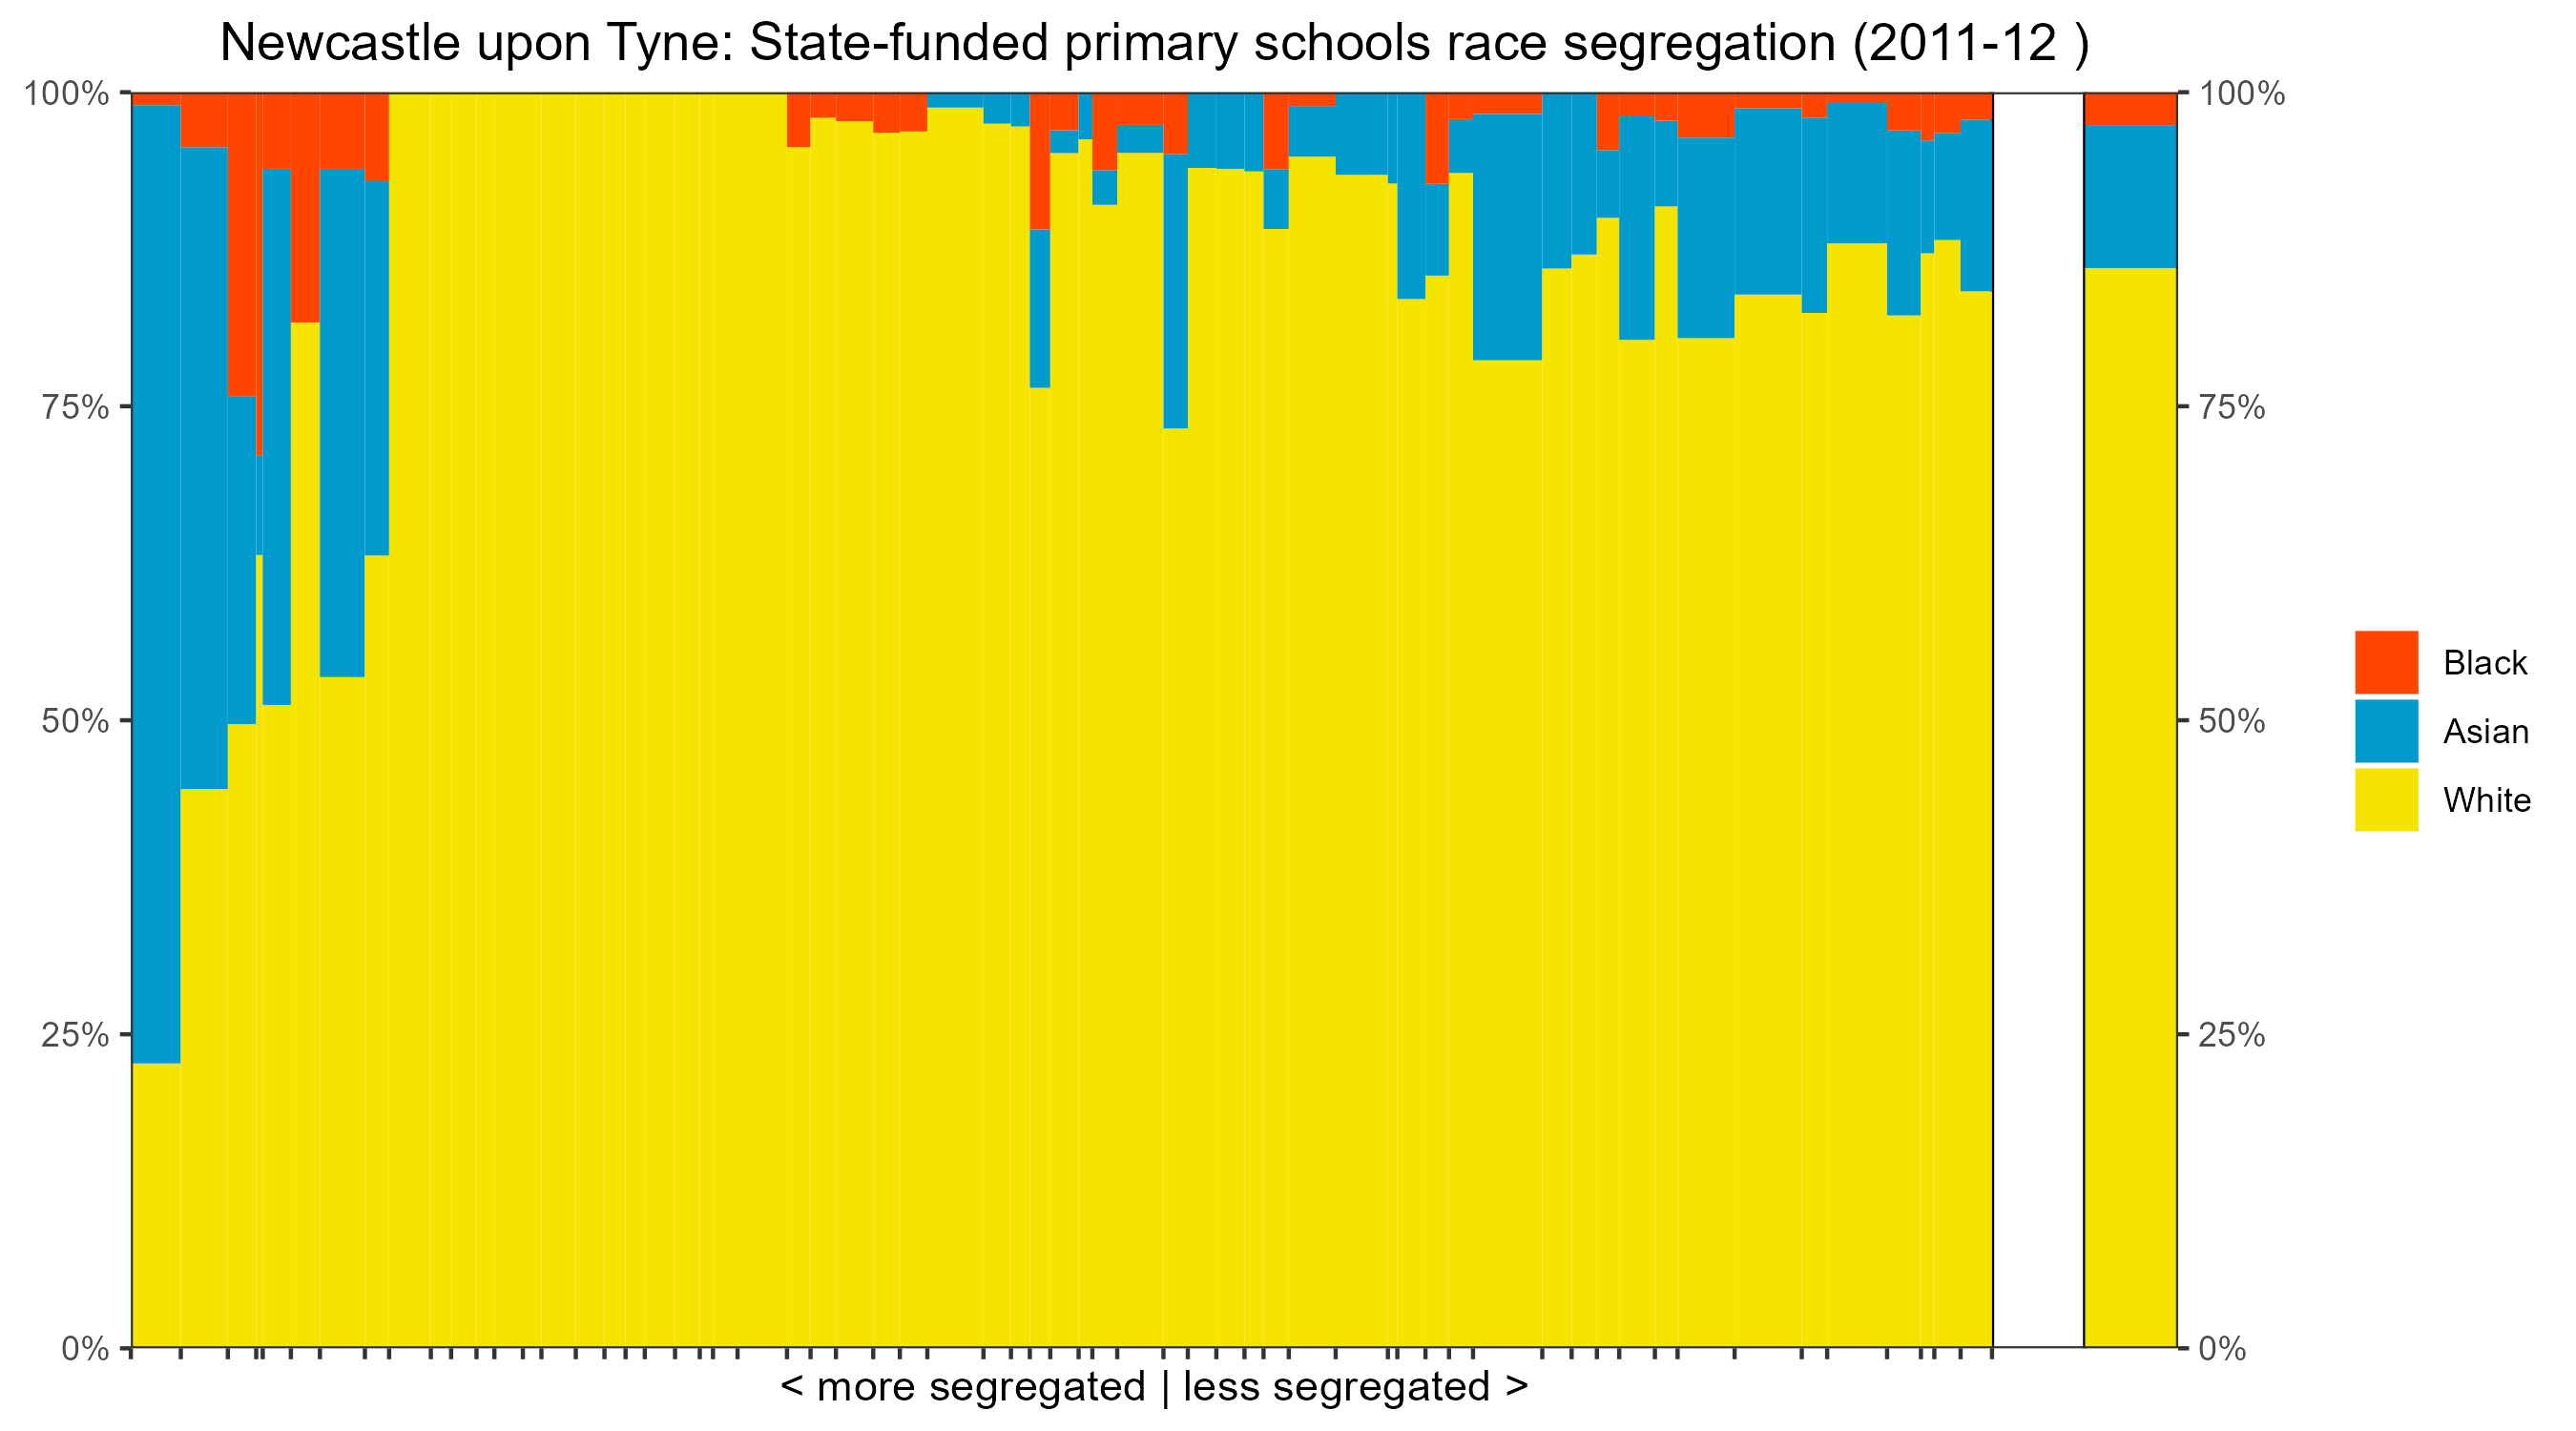 Newcastle upon Tyne: State-funded primary schools race segregation (2011-12 )
100%
75%
50%
25%
0%
100%
75%
50%
25%
0%
Black
Asian
White
< more segregated | less segregated >